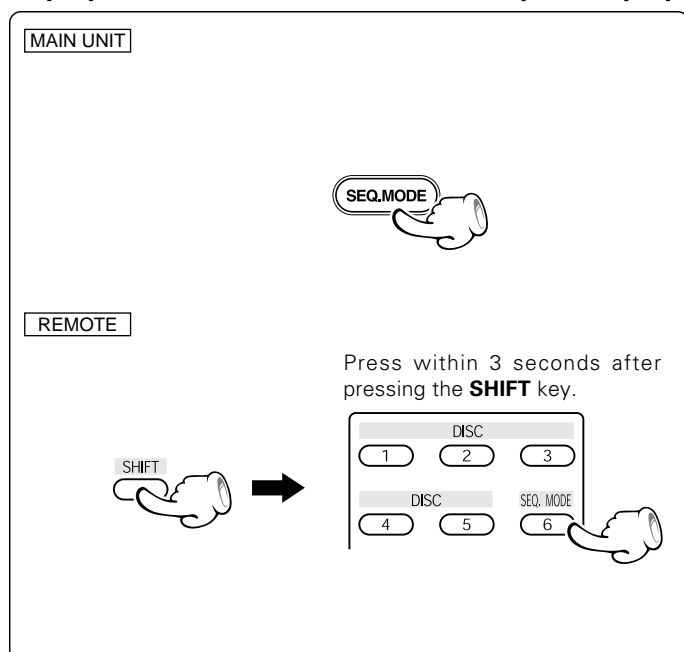 MAIN UNIT
SEQ.MODE
REMOTE
Press within 3 seconds after
pressing the SHIFT key.
SHIFT
DISC
1 2 3
DISC SEQ. MODE
4 5 6